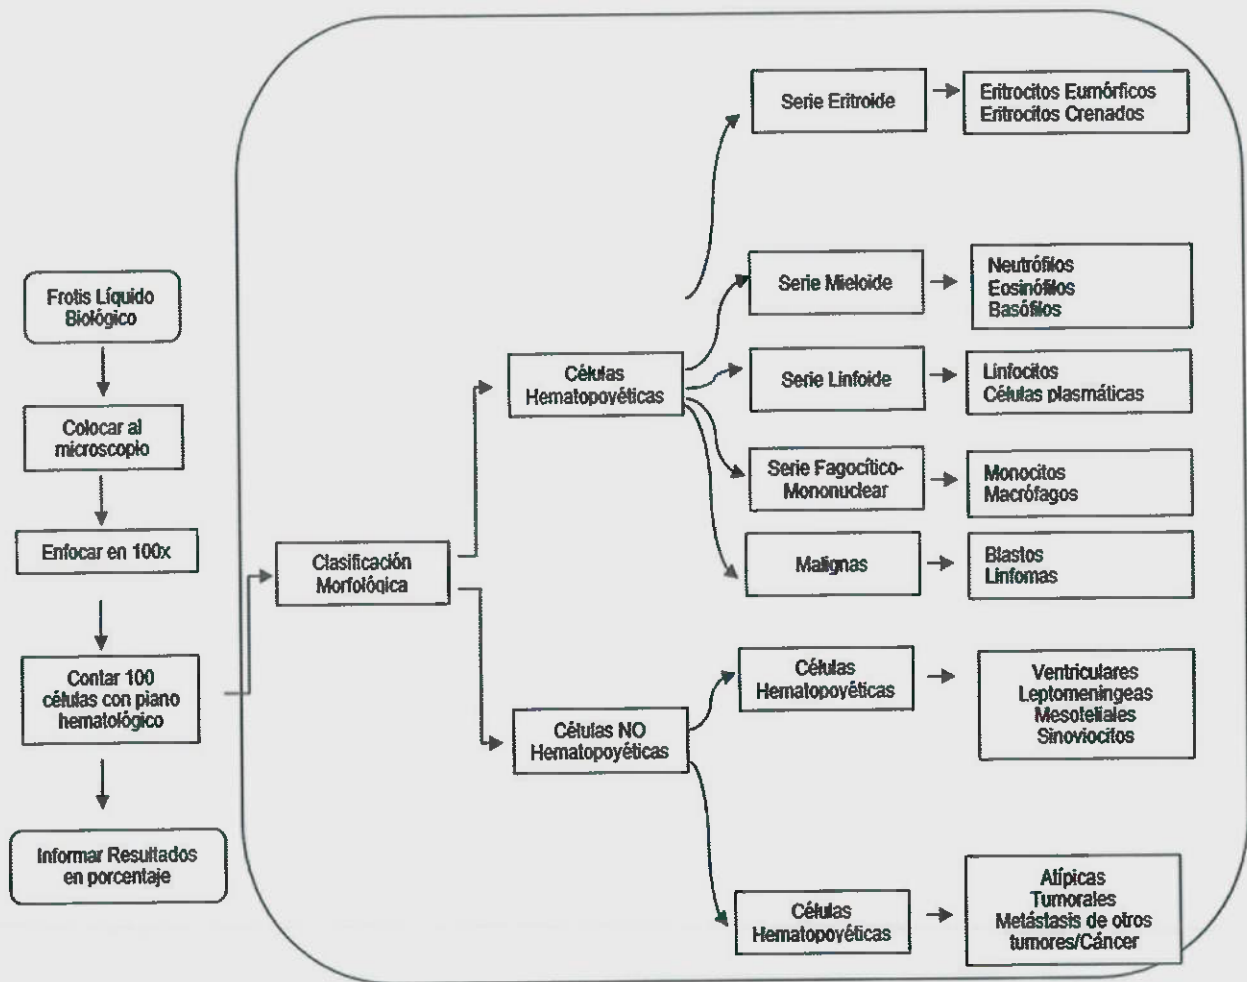 Frotis Líquido
Biológico
Colocar al
microscopio
Enfocar en 100x
Contar 100
células con piano
hematológico
Informar Resultados
en porcentaje
Clasificación
Morfológica
Células
Hematopoyéticas
Serie Eritroide
Eritrocitos Eumórficos
Eritrocitos Crenados
Serie Mieloide
Neutrófilos
Eosinófilos
Basófilos
Serie Linfoide
Linfocitos
Células plasmáticas
Serie Fagocítico-
Mononuclear
Monocitos
Macrófagos
Malignas
Blastos
Linfomas
Células NO
Hematopoyéticas
Células
Hematopoyéticas
Ventriculares
Leptomeníngeas
Mesoteliales
Sinoviocitos
Células
Hematopoyéticas
Atípicas
Tumorales
Metástasis de otros
tumores/Cáncer